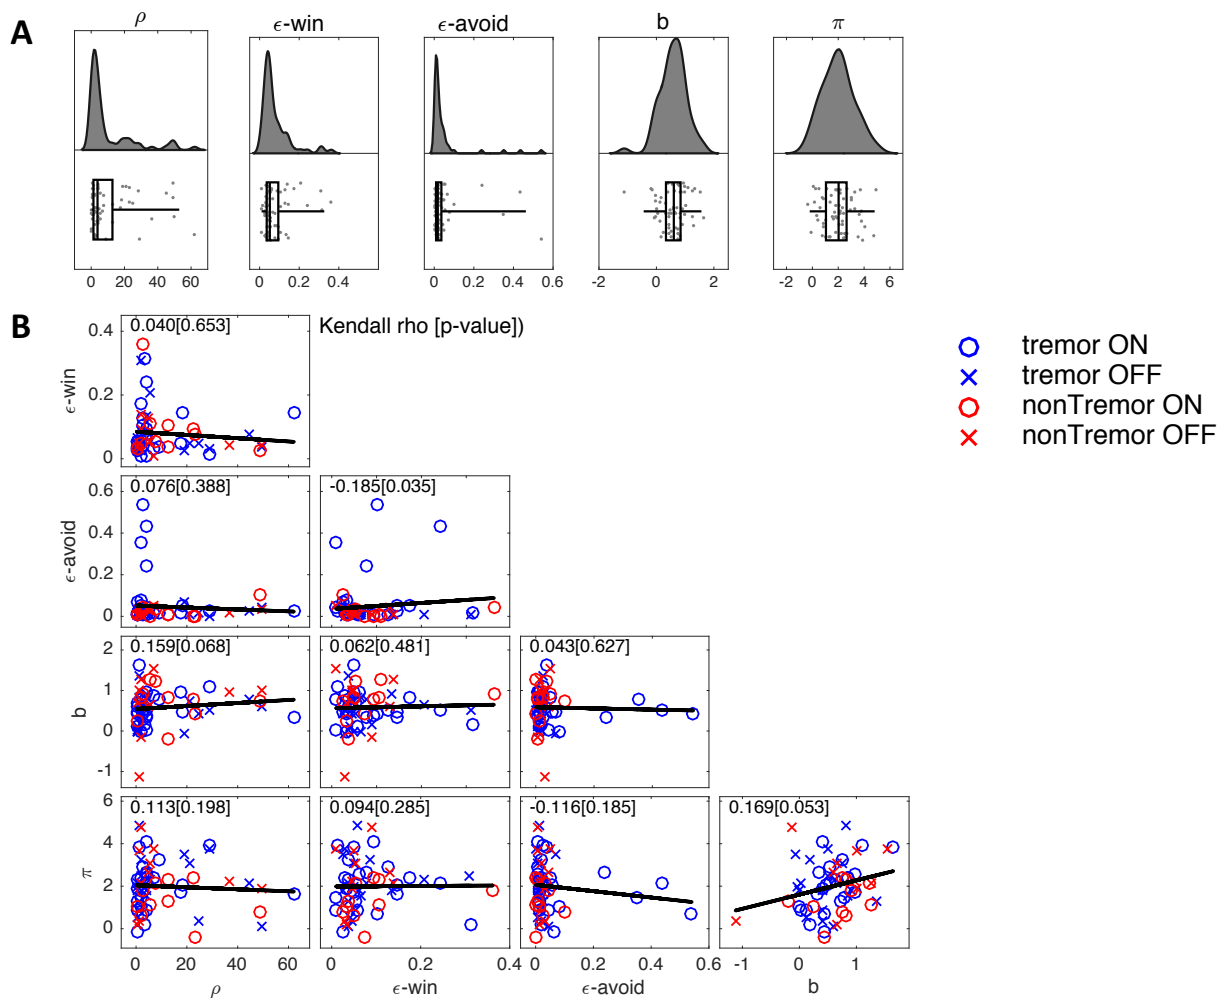 A
ρ ϵ-win ϵ-avoid b π
0 20 40 60 0 0.2 0.4 0 0.2 0.4 0.6 -2 0 2 -2 0 2 4 6
B
0.040[0.653] Kendall rho [p-value])
0.4
0.2
0
ϵ-win
tremor ON
tremor OFF
nonTremor ON
nonTremor OFF
0.076[0.388] -0.185[0.035]
0.6
0.4
0.2
0
ϵ-avoid
0.159[0.068] 0.062[0.481] 0.043[0.627]
2
1
0
-1
b
0.113[0.198] 0.094[0.285] -0.116[0.185] 0.169[0.053]
6
4
2
0
π
0 20 40 60 0 0.2 0.4 0 0.2 0.4 0.6 -1 0 1
ρ ϵ-win ϵ-avoid b